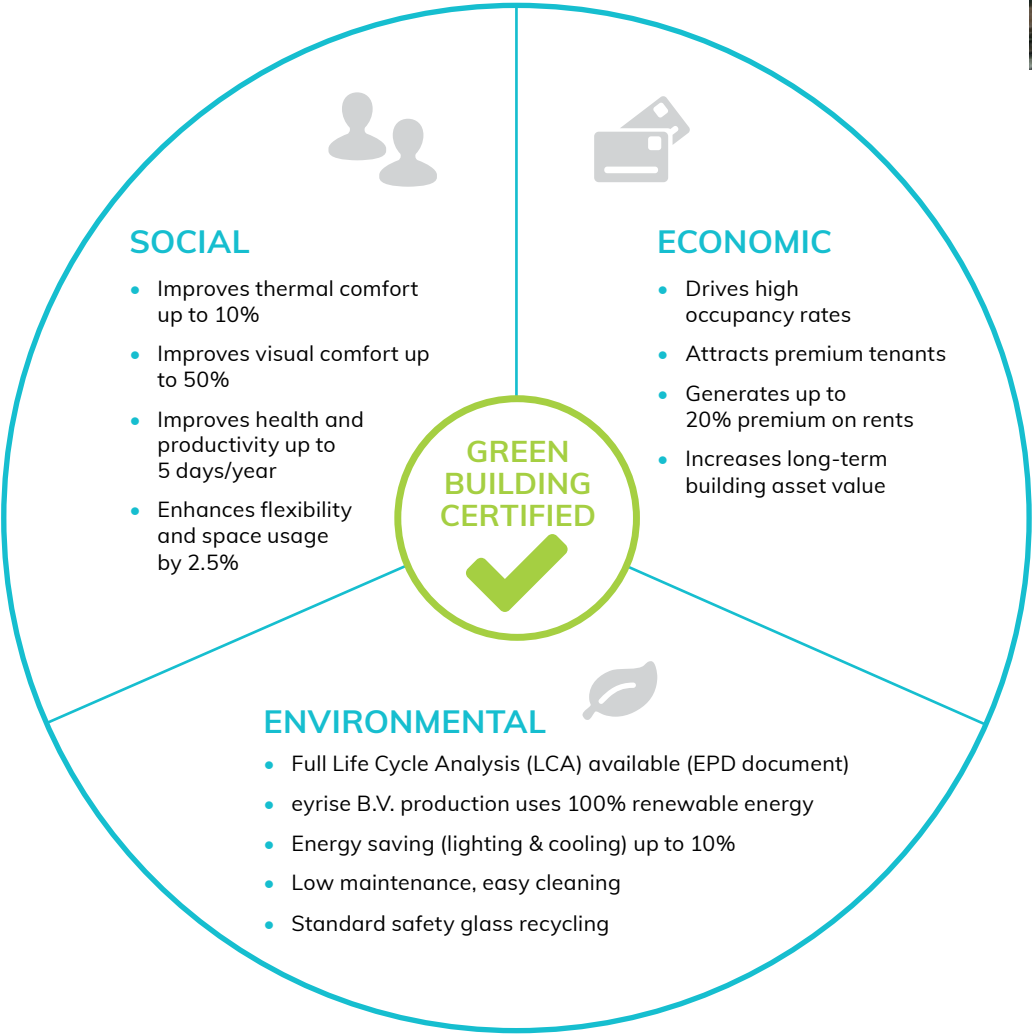 SOCIAL
• Improves thermal comfort
up to 10%
• Improves visual comfort up
to 50%
• Improves health and
productivity up to
5 days/year
• Enhances flexibility
and space usage
by 2.5%
ECONOMIC
• Drives high
occupancy rates
• Attracts premium tenants
• Generates up to
20% premium on rents
• Increases long-term
building asset value
GREEN
BUILDING
CERTIFIED
ENVIRONMENTAL
• Full Life Cycle Analysis (LCA) available (EPD document)
• eyrise B.V. production uses 100% renewable energy
• Energy saving (lighting & cooling) up to 10%
• Low maintenance, easy cleaning
• Standard safety glass recycling